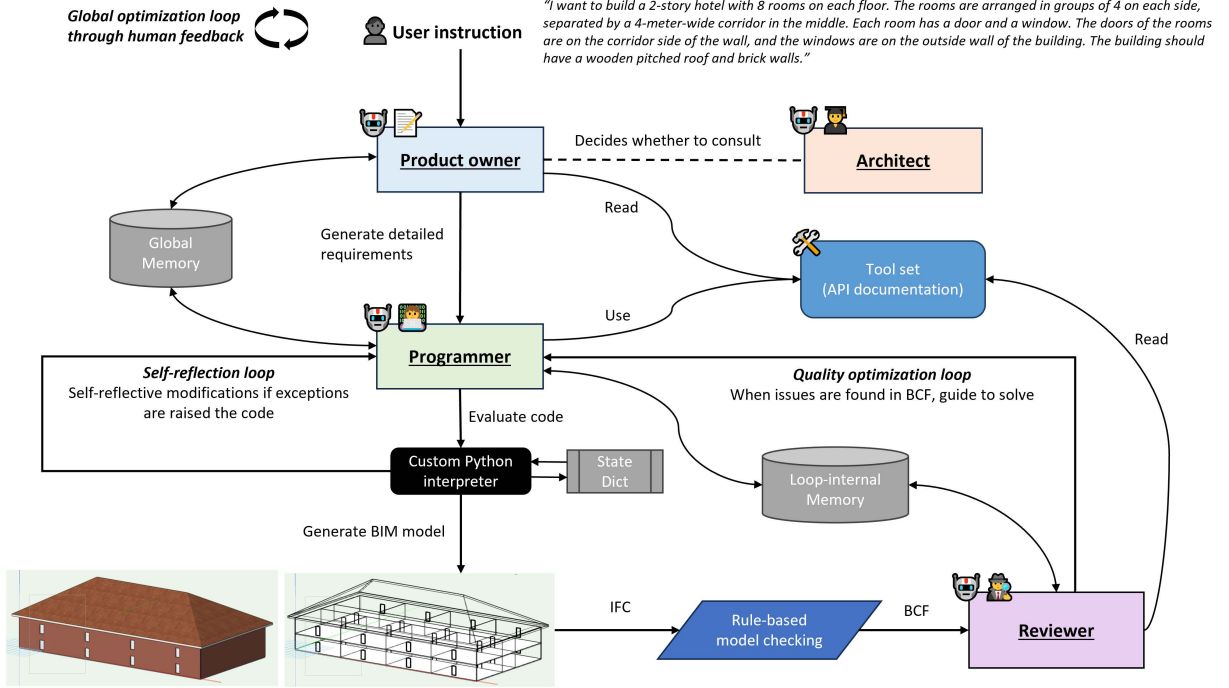 Global optimization loop
through human feedback
User instruction
"I want to build a 2-story hotel with 8 rooms on each floor. The rooms are arranged in groups of 4 on each side,
separated by a 4-meter-wide corridor in the middle. Each room has a door and a window. The doors of the rooms
are on the corridor side of the wall, and the windows are on the outside wall of the building. The building should
have a wooden pitched roof and brick walls."
Product owner
Decides whether to consult
Architect
Read
Global
Memory
Generate detailed
requirements
Tool set
(API documentation)
Use
Read
Programmer
Self-reflection loop
Self-reflective modifications if exceptions
are raised the code
Quality optimization loop
When issues are found in BCF, guide to solve
Evaluate code
Custom Python
interpreter
State
Dict
Loop-internal
Memory
Generate BIM model
IFC
Rule-based
model checking
BCF
Reviewer